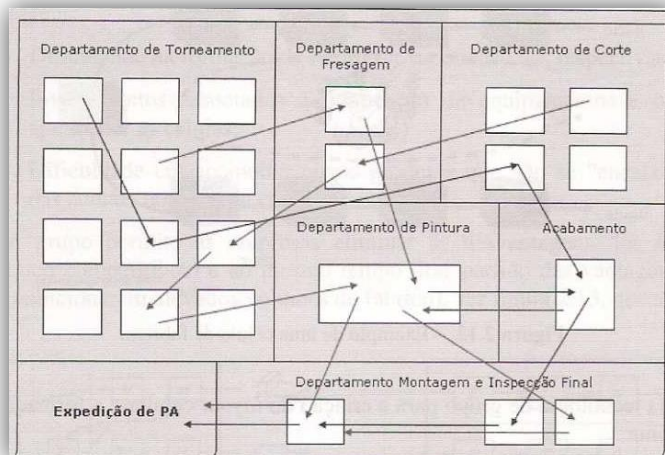 Departamento de Torneamento
Departamento de
Fresagem
Departamento de Corte
Departamento de Pintura
Acabamento
Departamento Montagem e Inspecção Final
Expedição de PA